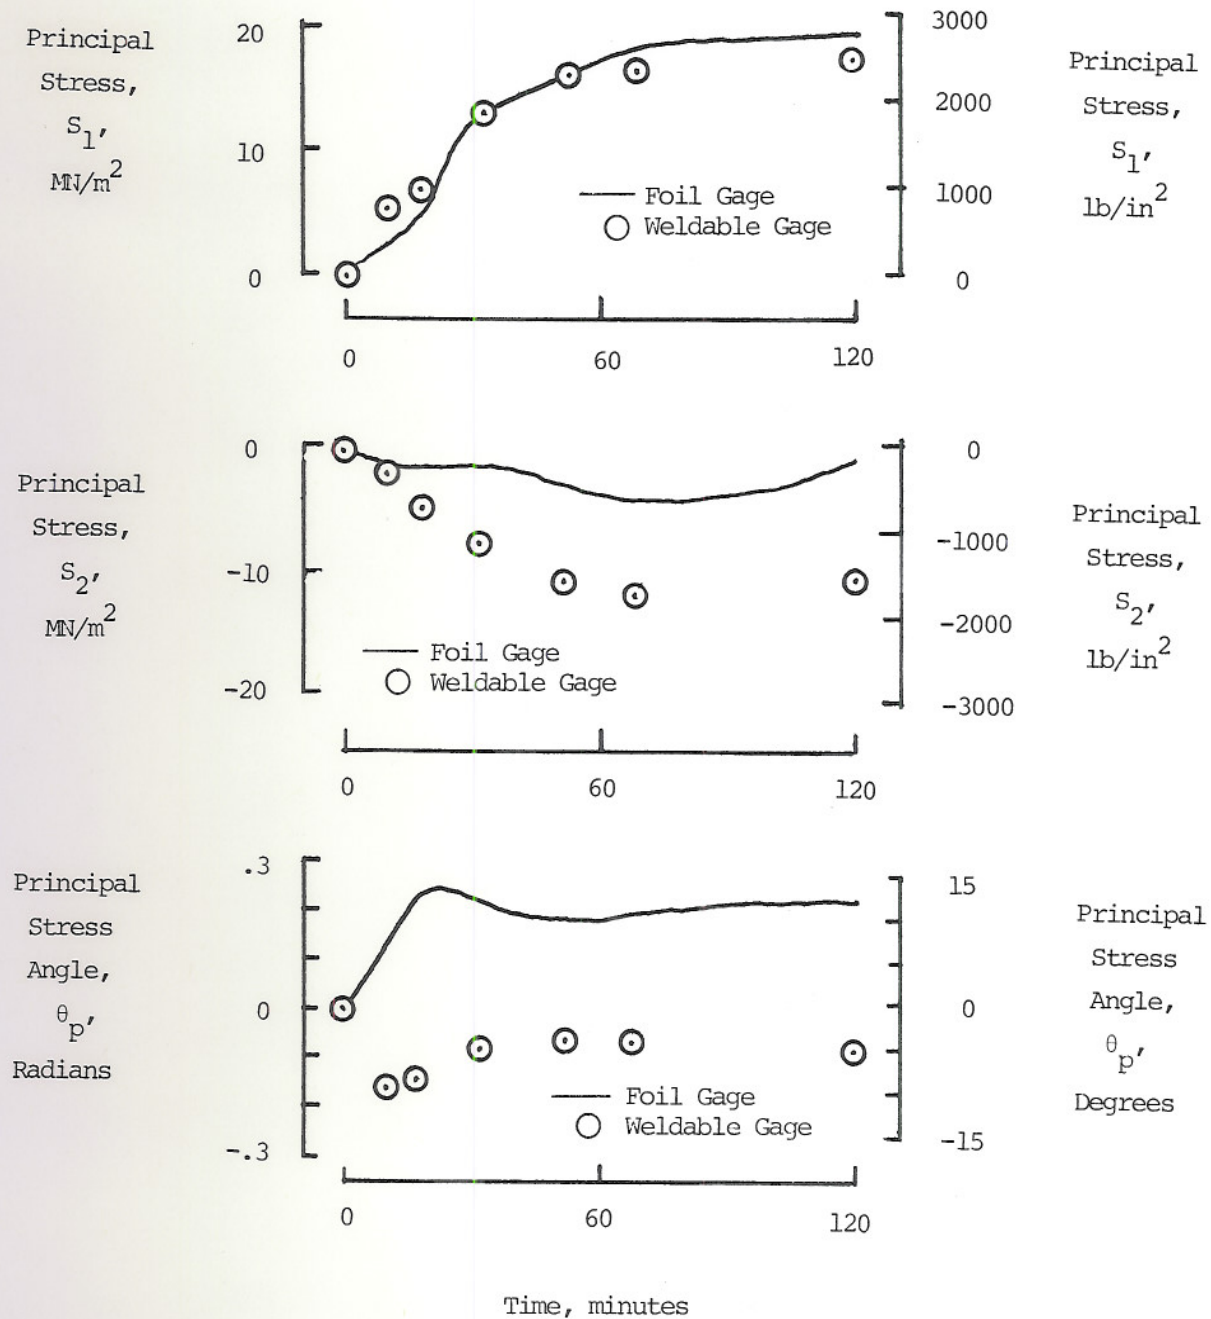 Principal
Stress,
S1,
MN/m2
20
10
0
3000
2000
1000
0
Principal
Stress,
S1,
lb/in2
Foil Gage
Weldable Gage
0 60 120
Principal
Stress,
S2,
MN/m2
0
-10
-20
0
-1000
-2000
-3000
Principal
Stress,
S2,
lb/in2
Foil Gage
Weldable Gage
0 60 120
Principal
Stress
Angle,
θp,
Radians
.3
0
-.3
15
0
-15
Principal
Stress
Angle,
θp,
Degrees
Foil Gage
Weldable Gage
0 60 120
Time, minutes